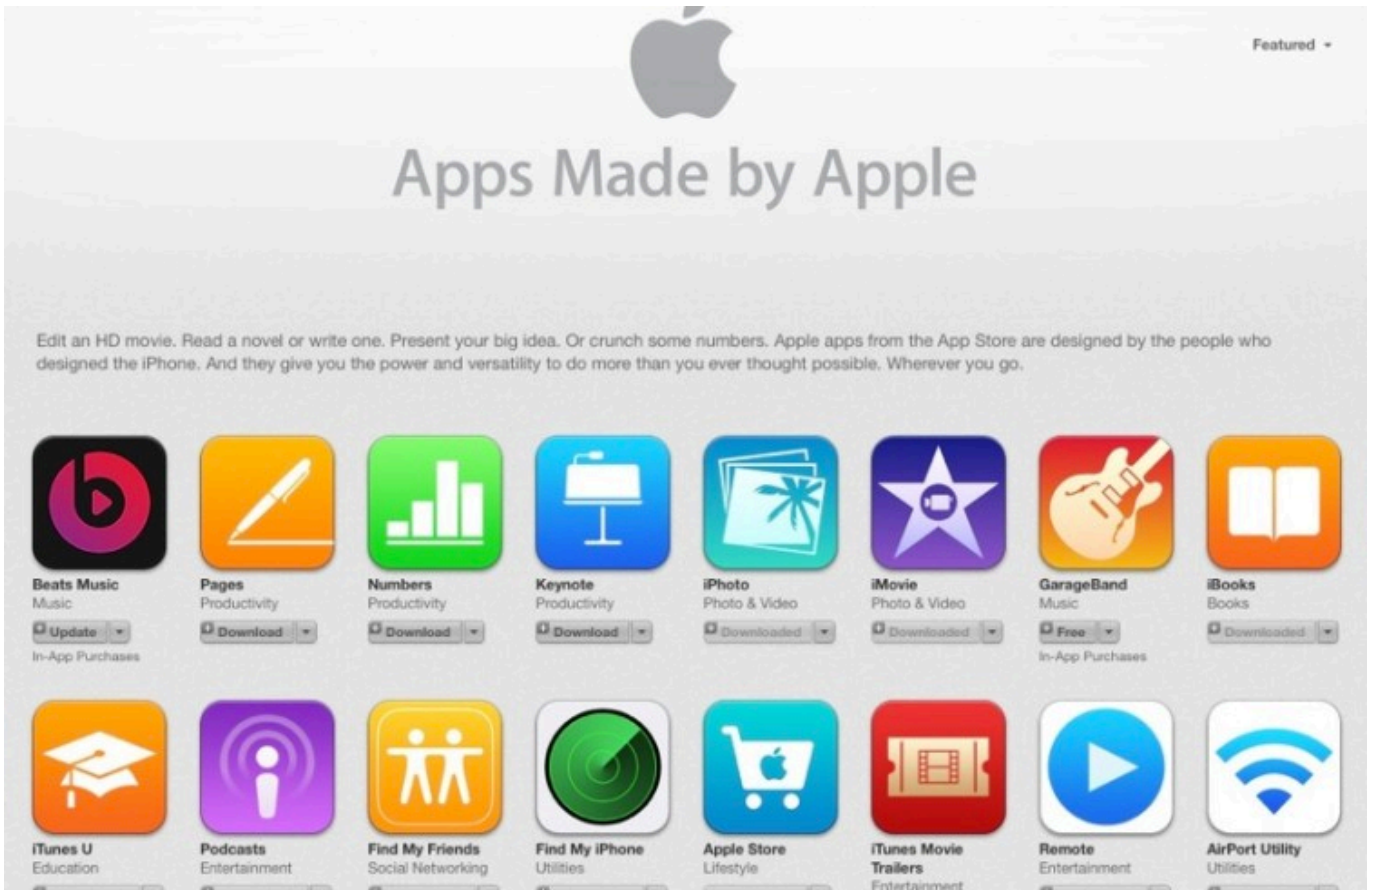 Featured
Apps Made by Apple
Edit an HD movie. Read a novel or write one. Present your big idea. Or crunch some numbers. Apple apps from the App Store are designed by the people who
designed the iPhone. And they give you the power and versatility to do more than you ever thought possible. Wherever you go.
Beats Music
Music
Update
In-App Purchases
Pages
Productivity
Download
Numbers
Productivity
Download
Keynote
Productivity
Download
iPhoto
Photo & Video
Downloaded
iMovie
Photo & Video
Downloaded
GarageBand
Music
Free
In-App Purchases
iBooks
Books
Downloaded
iTunes U
Education
Podcasts
Entertainment
Find My Friends
Social Networking
Find My iPhone
Utilities
Apple Store
Lifestyle
iTunes Movie
Trailers
Entertainment
Remote
Entertainment
AirPort Utility
Utilities